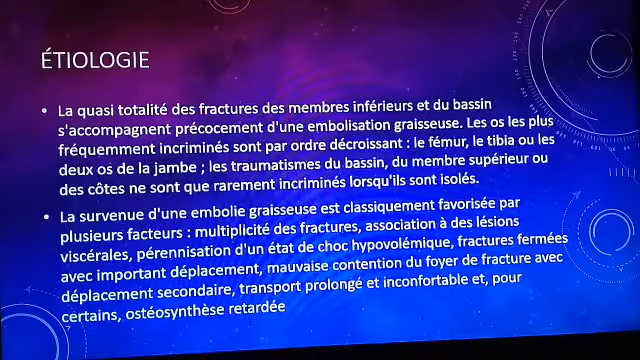 ÉTIOLOGIE
• La quasi totalité des fractures des membres inférieurs et du bassin
s'accompagnent précocement d'une embolisation graisseuse. Les os les plus
fréquemment incriminés sont par ordre décroissant : le fémur, le tibia ou les
deux os de la jambe ; les traumatismes du bassin, du membre supérieur ou
des côtes ne sont que rarement incriminés lorsqu'ils sont isolés.
• La survenue d'une embolie graisseuse est classiquement favorisée par
plusieurs facteurs : multiplicité des fractures, association à des lésions
viscérales, pérennisation d'un état de choc hypovolémique, fractures fermées
avec important déplacement, mauvaise contention du foyer de fracture avec
déplacement secondaire, transport prolongé et inconfortable et, pour
certains, ostéosynthèse retardée